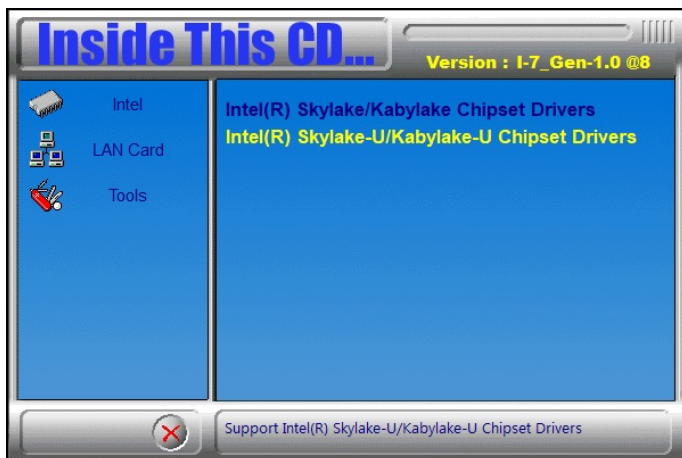 Inside This CD...
Version : I-7_Gen-1.0 @8
Intel
LAN Card
Tools
Intel(R) Skylake/Kabylake Chipset Drivers
Intel(R) Skylake-U/Kabylake-U Chipset Drivers
Support Intel(R) Skylake-U/Kabylake-U Chipset Drivers